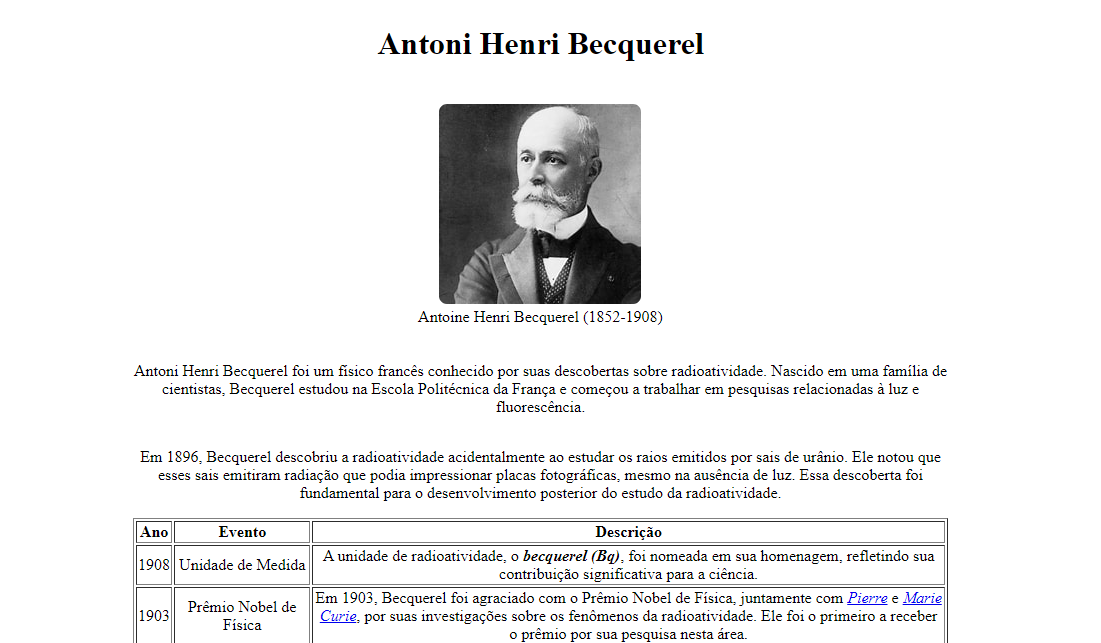 Antoni Henri Becquerel
Antoine Henri Becquerel (1852-1908)
Antoni Henri Becquerel foi um físico francês conhecido por suas descobertas sobre radioatividade. Nascido em uma família de
cientistas, Becquerel estudou na Escola Politécnica da França e começou a trabalhar em pesquisas relacionadas à luz e
fluorescência.
Em 1896, Becquerel descobriu a radioatividade acidentalmente ao estudar os raios emitidos por sais de urânio. Ele notou que
esses sais emitiram radiação que podia impressionar placas fotográficas, mesmo na ausência de luz. Essa descoberta foi
fundamental para o desenvolvimento posterior do estudo da radioatividade.
Ano Evento Descrição
1908 Unidade de Medida A unidade de radioatividade, o becquerel (Bq), foi nomeada em sua homenagem, refletindo sua
contribuição significativa para a ciência.
1903 Prêmio Nobel de
Física
Em 1903, Becquerel foi agraciado com o Prêmio Nobel de Física, juntamente com Pierre e Marie
Curie, por suas investigações sobre os fenômenos da radioatividade. Ele foi o primeiro a receber
o prêmio por sua pesquisa nesta área.